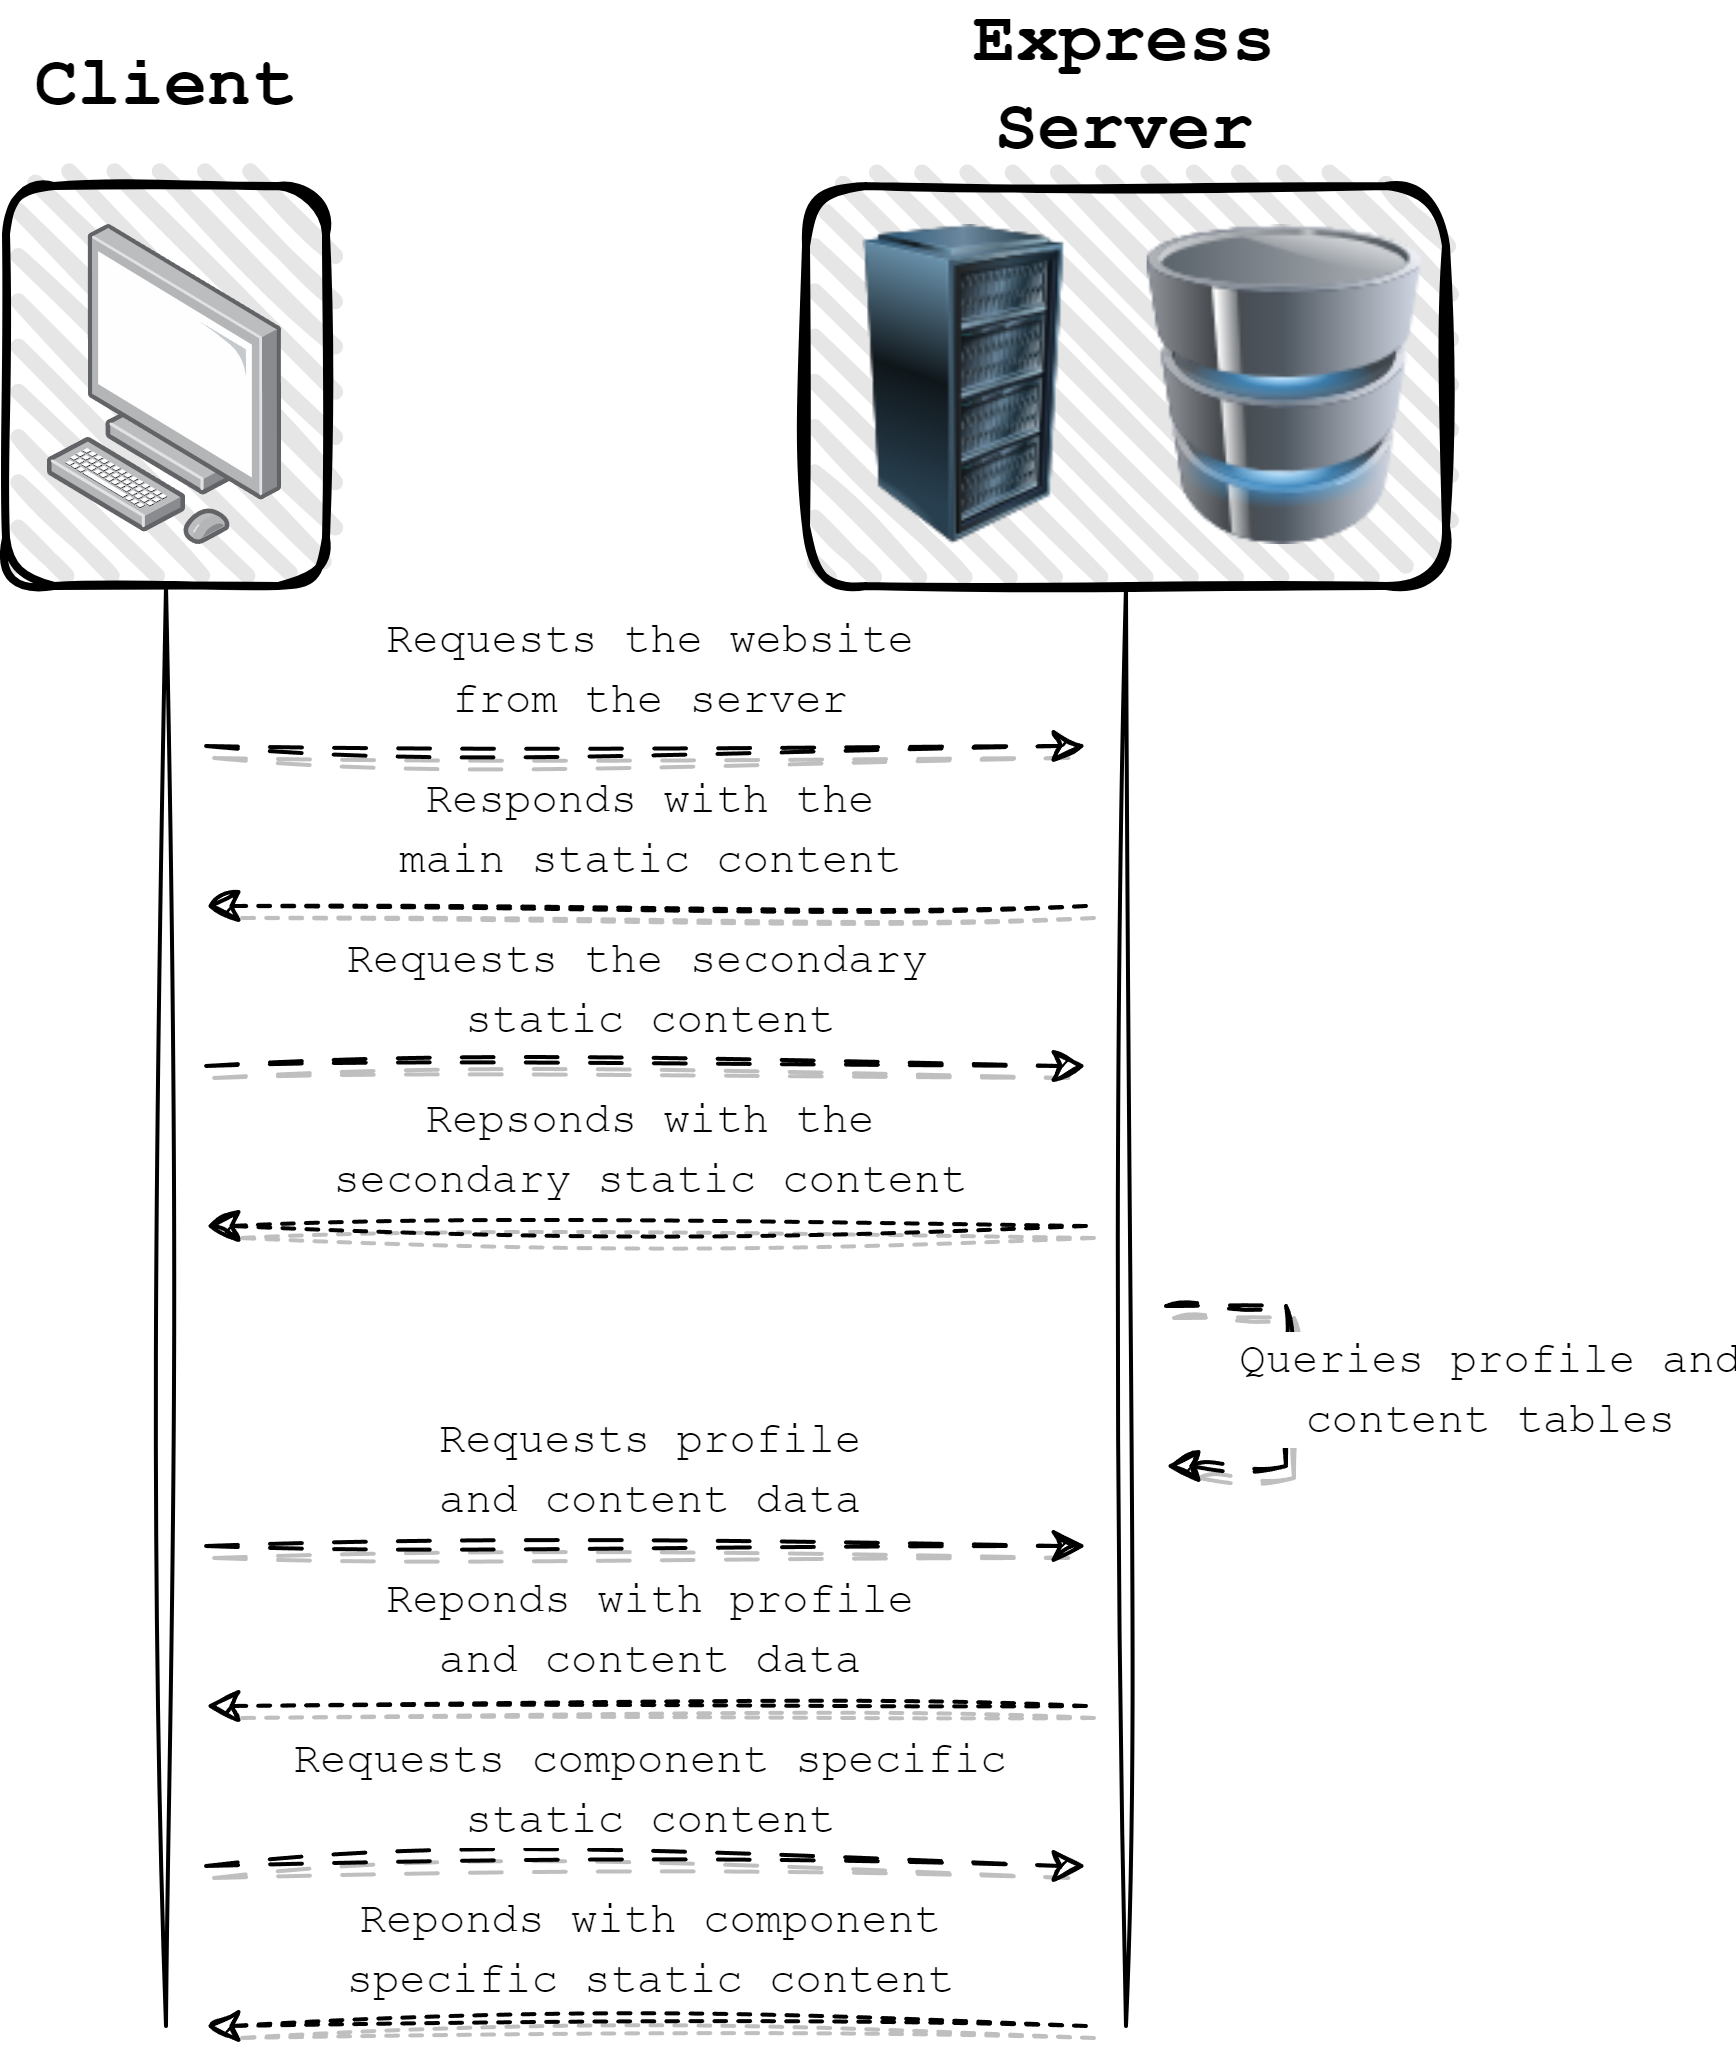 Client
Express
Server
Requests the website
from the server
Responds with the
main static content
Requests the secondary
static content
Repsonds with the
secondary static content
Queries profile and
content tables
Requests profile
and content data
Reponds with profile
and content data
Requests component specific
static content
Reponds with component
specific static content